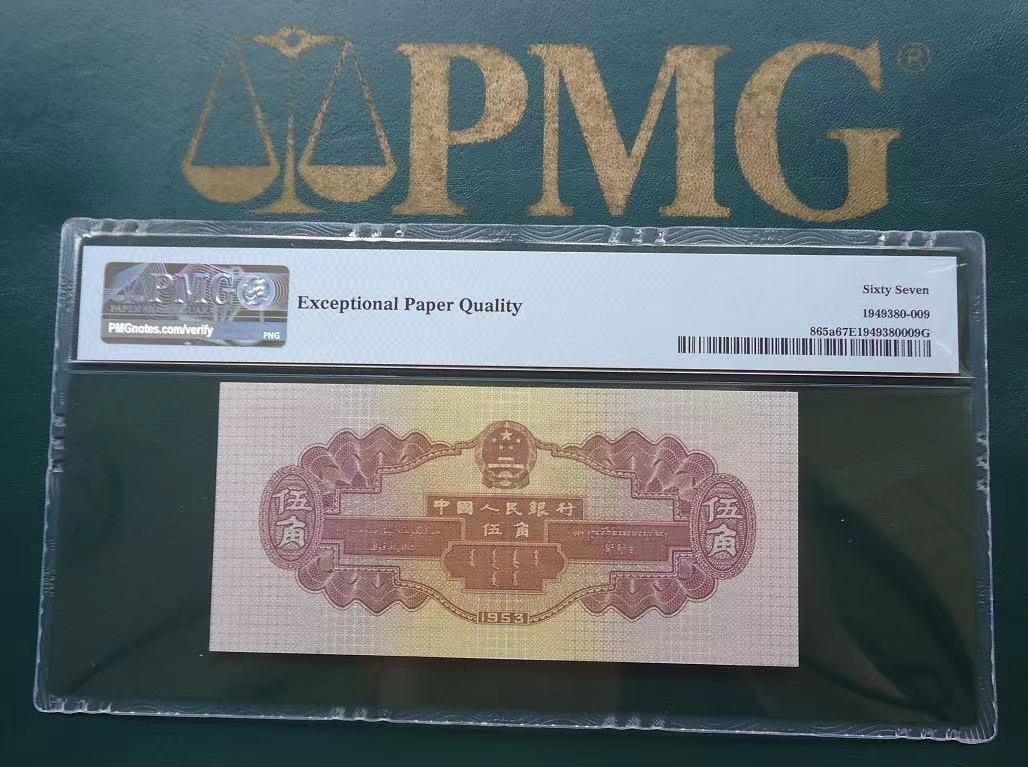 PMG®
PMG
PMGnotes.com/verify
PNG
Exceptional Paper Quality
Sixty Seven
1949380-009
865a67E1949380009G
中國人民銀行
伍角
伍角
伍角
1953